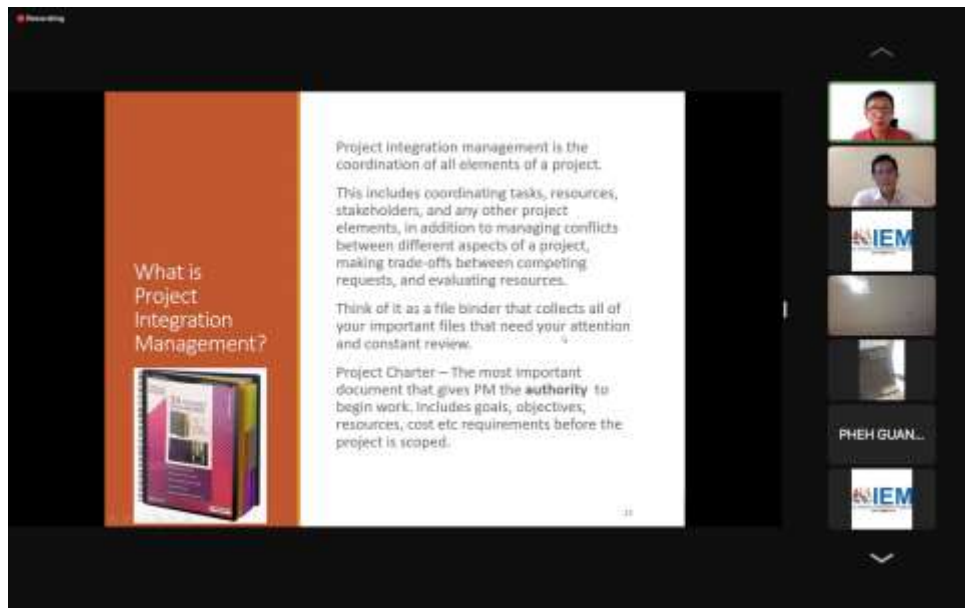 Recording
What is
Project
Integration
Management?
Project integration management is the
coordination of all elements of a project.
This includes coordinating tasks, resources,
stakeholders, and any other project
elements, in addition to managing conflicts
between different aspects of a project,
making trade-offs between competing
requests, and evaluating resources.
Think of it as a file binder that collects all of
your important files that need your attention
and constant review.
Project Charter – The most important
document that gives PM the authority to
begin work. Includes goals, objectives,
resources, cost etc requirements before the
project is scoped.
IEM
PHEH GUAN...
IEM